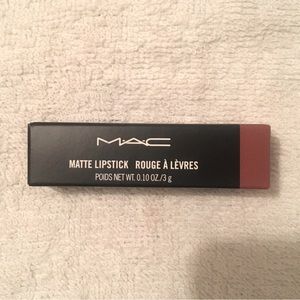 MAC
MATTE LIPSTICK ROUGE À LÈVRES
POIDS NET WT. 0.10 OZ./3 g